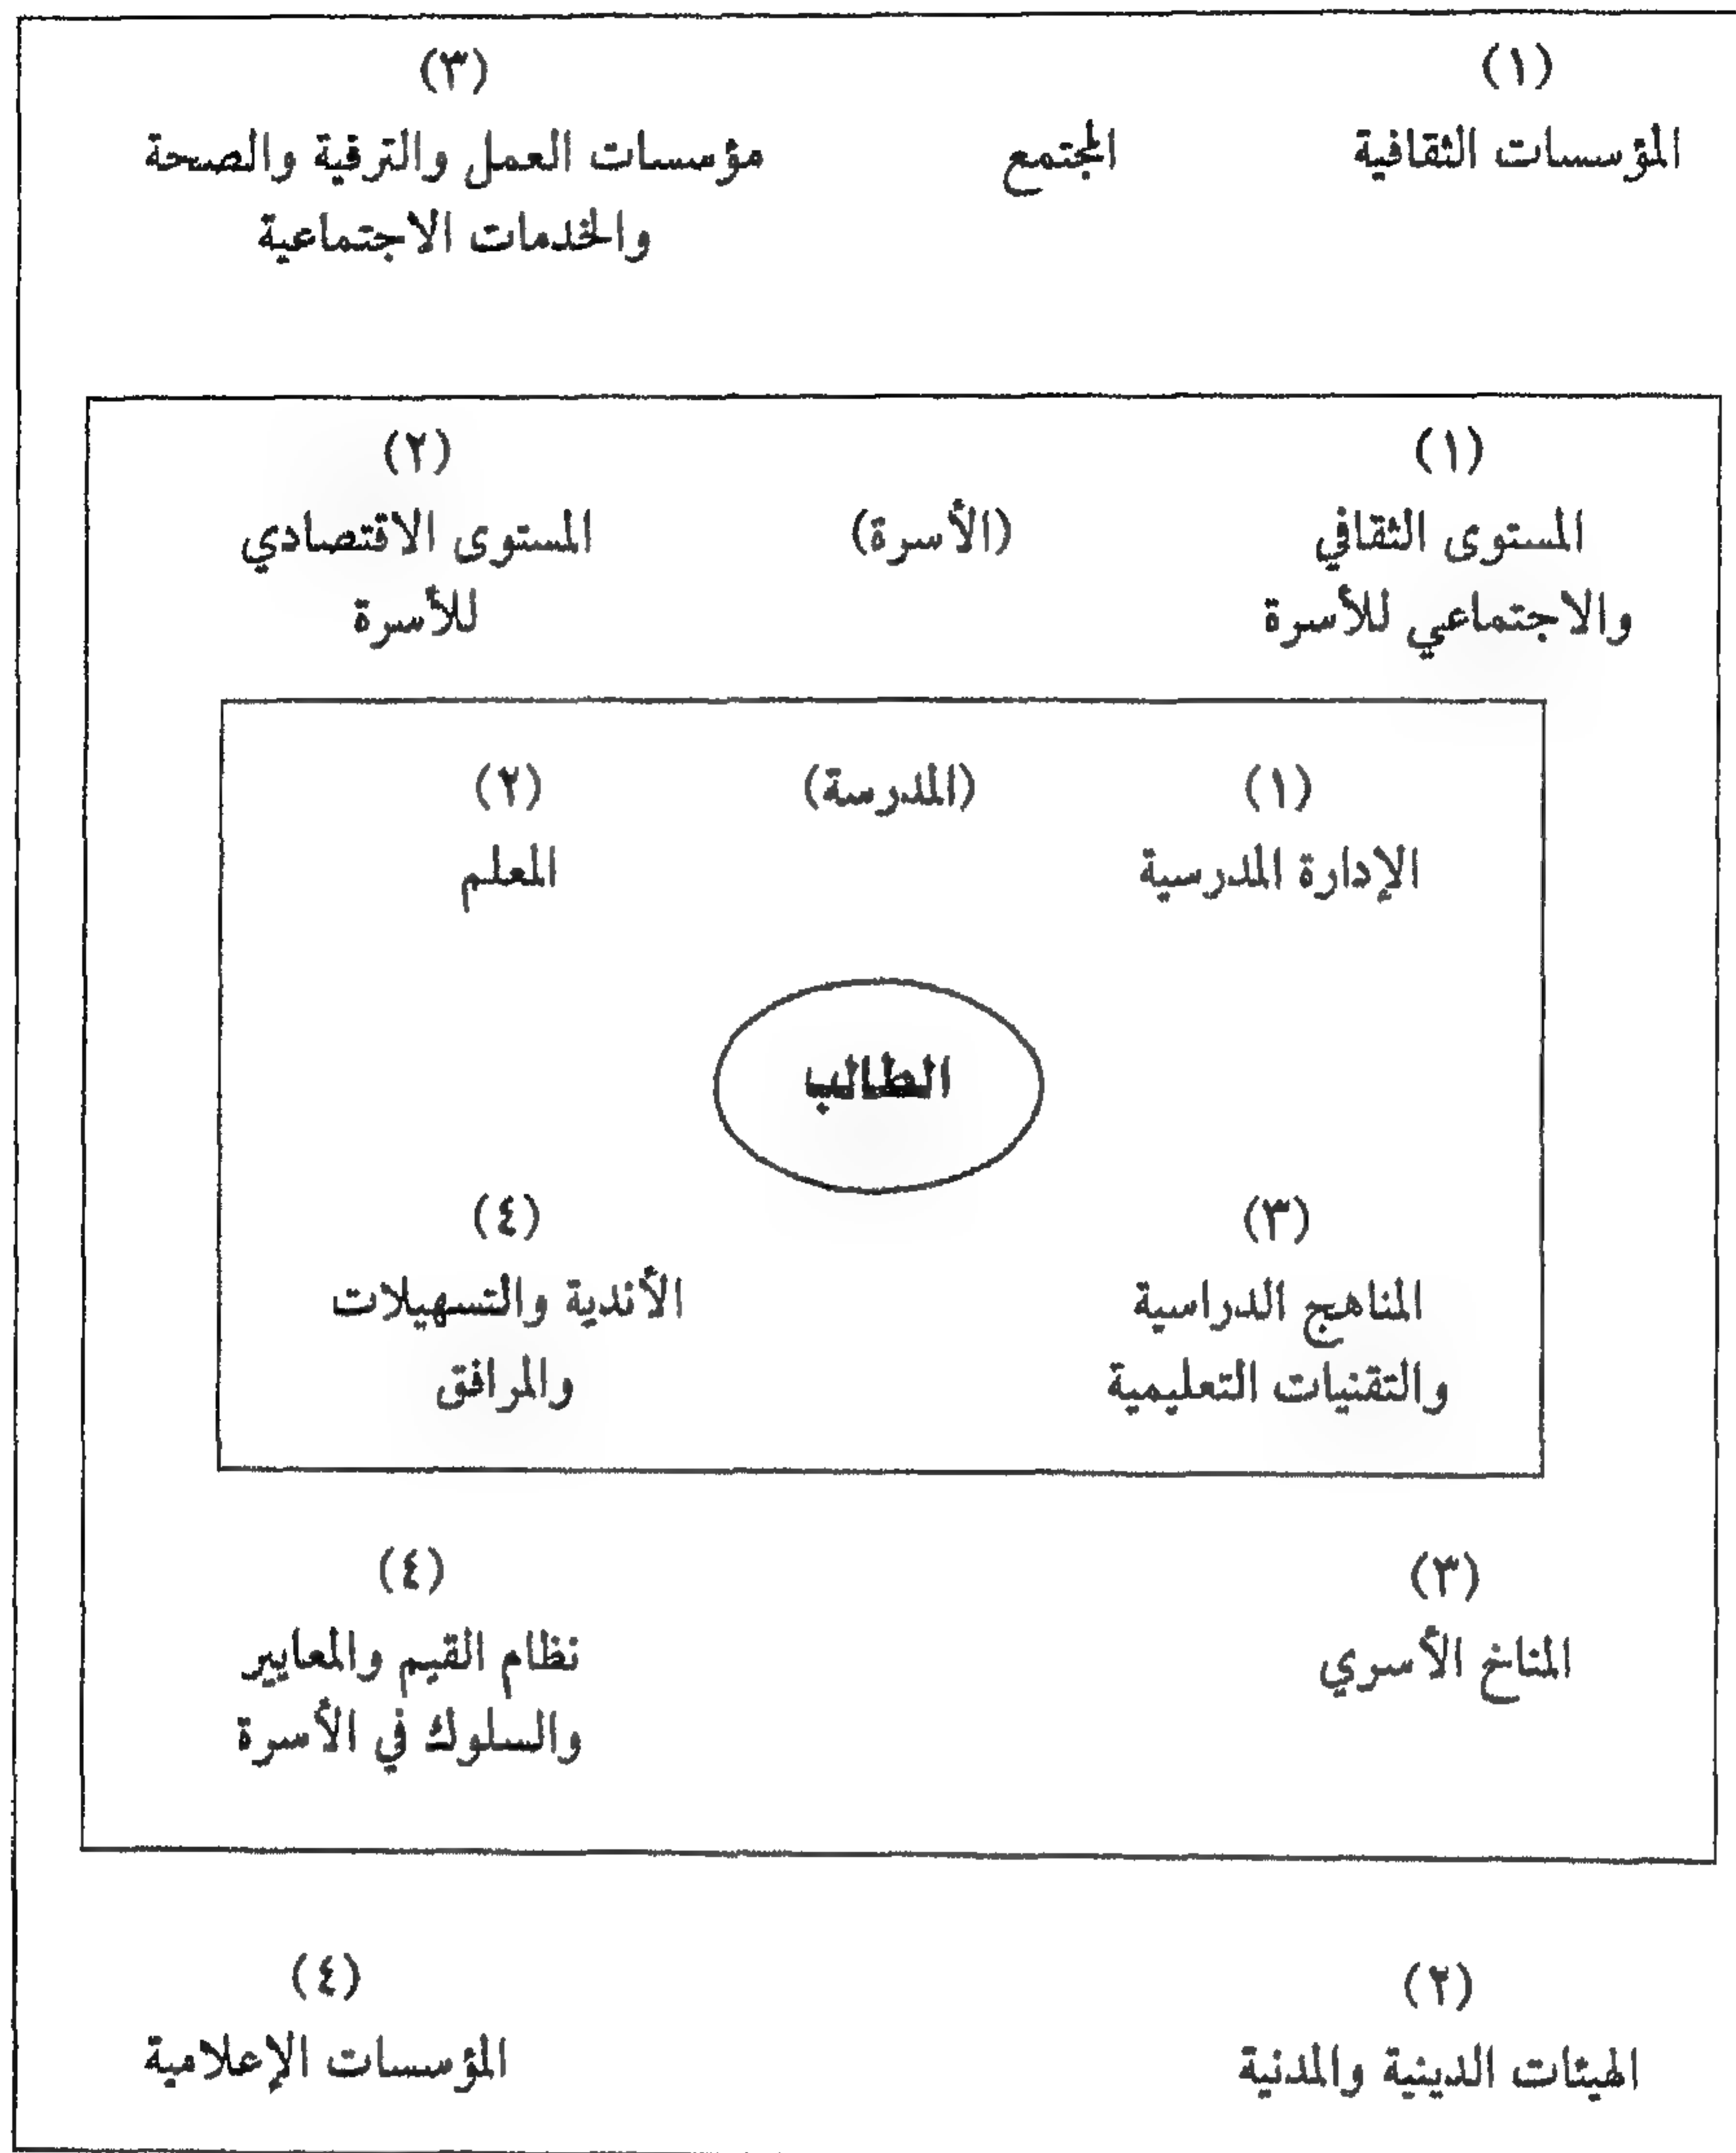 (١)
المؤسسات الثقافية
المجتمع
(٣)
مؤسسات العمل والترقية والصحة
والخدمات الاجتماعية
(١)
المستوى الثقافي
والاجتماعي للأسرة
(الأسرة)
(٢)
المستوى الاقتصادي
للأسرة
(١)
الإدارة المدرسية
(المدرسة)
(٢)
المعلم
الطالب
(٣)
المناهج الدراسية
والتقنيات التعليمية
(٤)
الأندية والتسهيلات
والمرافق
(٣)
المناخ الأسري
(٤)
نظام القيم والمعايير
والسلوك في الأسرة
(٢)
الهيئات الدينية والمدنية
(٤)
المؤسسات الإعلامية